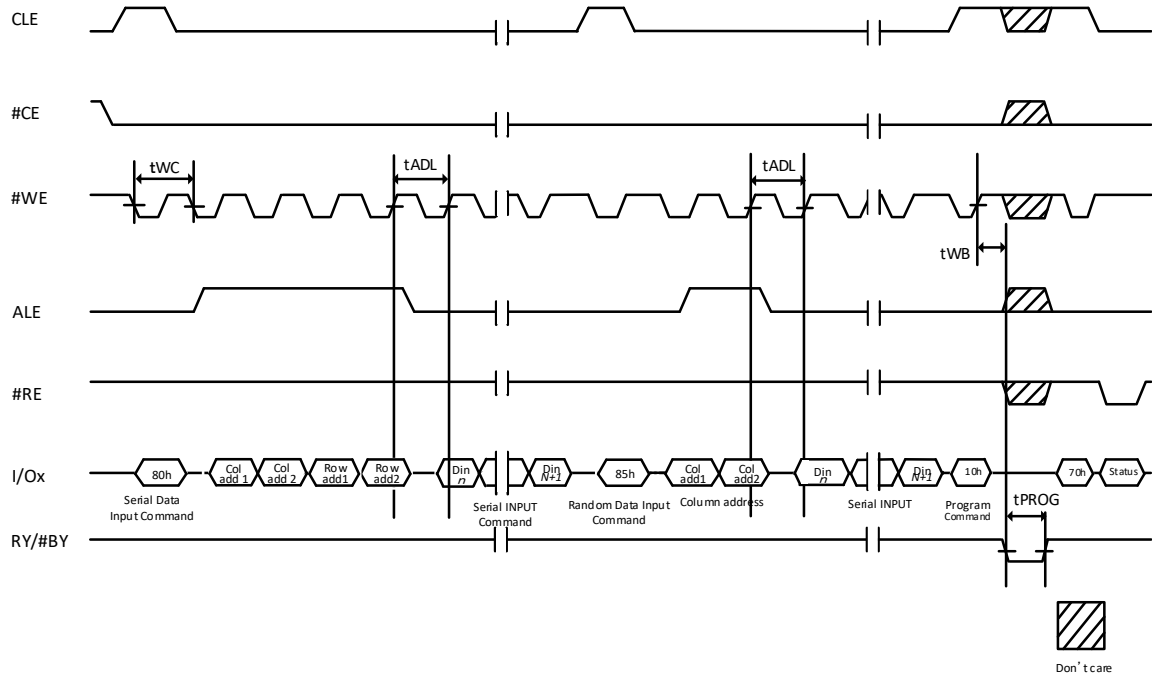 CLE
#CE
tWC
tADL
tADL
#WE
tWB
ALE
#RE
I/Ox
80h
Col
add 1
Col
add 2
Row
add1
Row
add2
Din
n
Din
N+1
85h
Col
add1
Col
add2
Din
n
Din
N+1
10h
70h
Status
Serial Data
Input Command
Serial INPUT
Command
Random Data Input
Command
Column address
Serial INPUT
Program
Command
tPROG
RY/#BY
Don't care